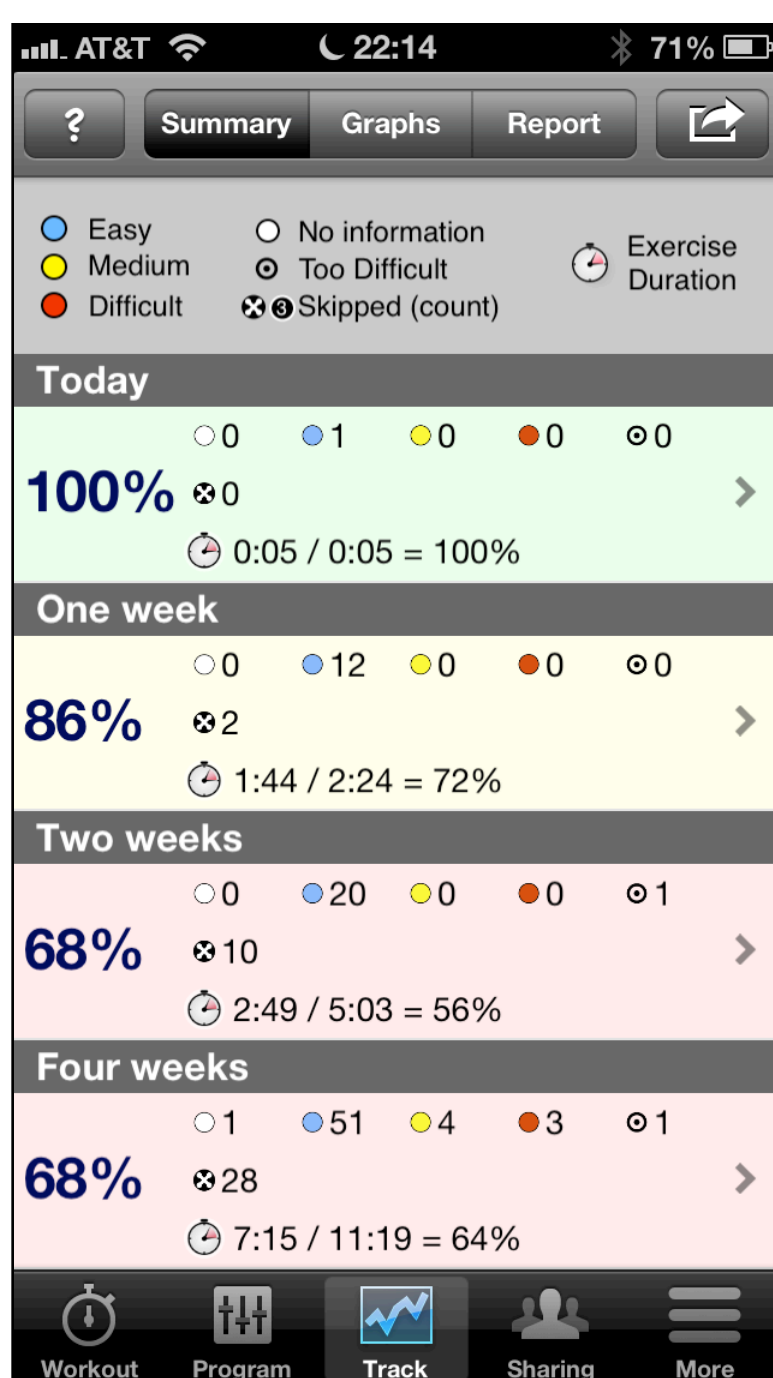 AT&T 22:14 71%
? Summary Graphs Report
Easy No information Exercise
Medium Too Difficult Duration
Difficult 3 Skipped (count)
Today
0 1 0 0 0
100% 0
0:05 / 0:05 = 100%
One week
0 12 0 0 0
86% 2
1:44 / 2:24 = 72%
Two weeks
0 20 0 0 1
68% 10
2:49 / 5:03 = 56%
Four weeks
1 51 4 3 1
68% 28
7:15 / 11:19 = 64%
Workout Program Track Sharing More